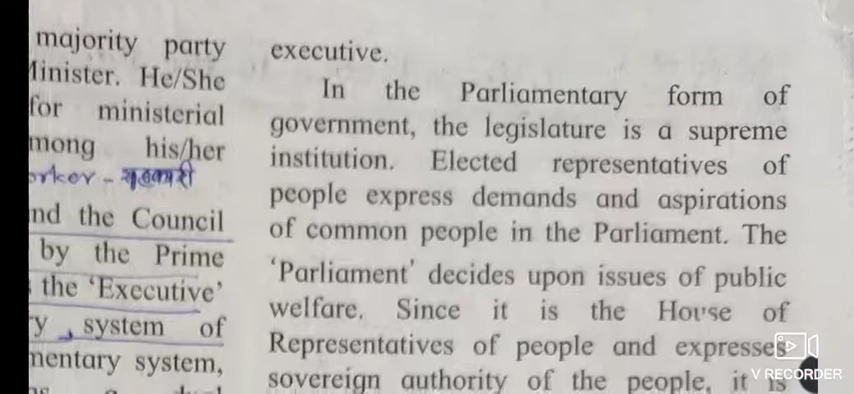 majority party
Minister. He/She
for ministerial
mong his/her
orker - सहकारी
nd the Council
by the Prime
the ‘Executive’
y system of
mentary system,
executive.
In the Parliamentary form of
government, the legislature is a supreme
institution. Elected representatives of
people express demands and aspirations
of common people in the Parliament. The
‘Parliament’ decides upon issues of public
welfare. Since it is the House of
Representatives of people and expresses
sovereign authority of the people, it is
V RECORDER